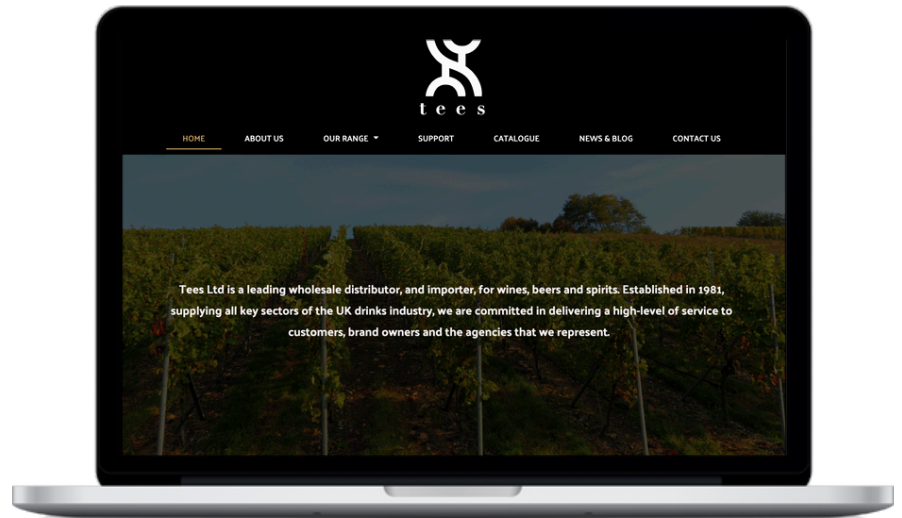 tees
HOME ABOUT US OUR RANGE SUPPORT CATALOGUE NEWS & BLOG CONTACT US
Tees Ltd is a leading wholesale distributor, and importer, for wines, beers and spirits. Established in 1981,
supplying all key sectors of the UK drinks industry, we are committed in delivering a high-level of service to
customers, brand owners and the agencies that we represent.